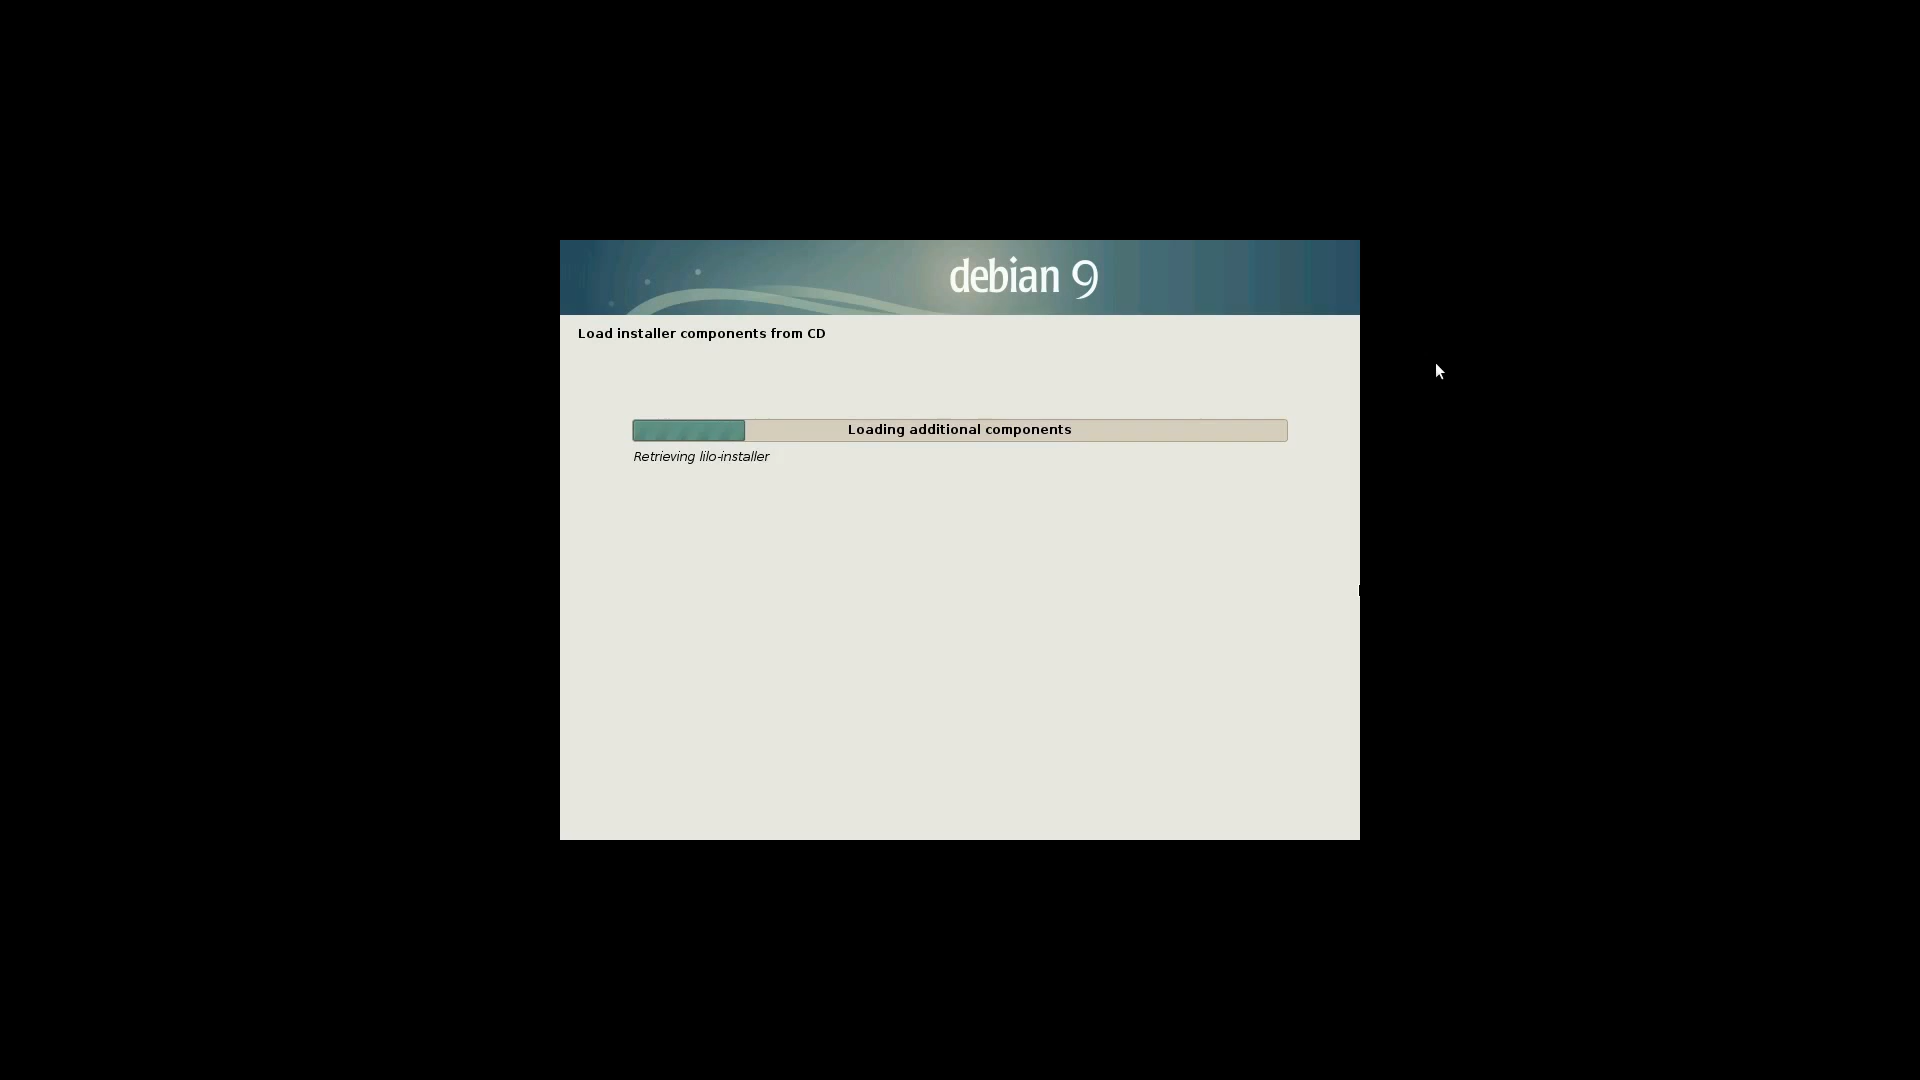 debian 9
Load installer components from CD
Loading additional components
Retrieving lilo-installer